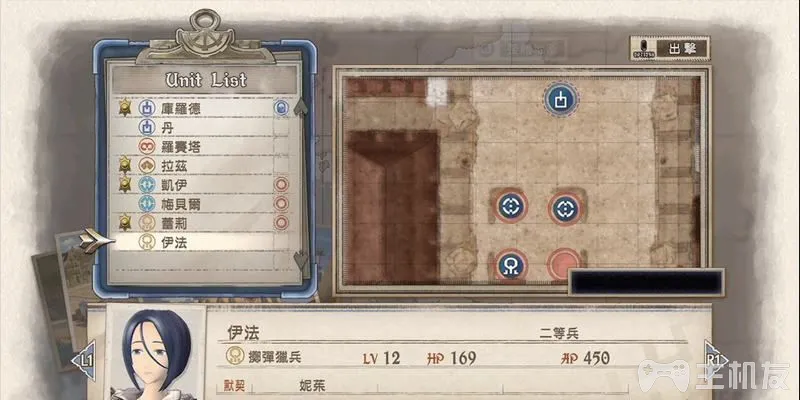 Unit List
出擊
庫羅德
丹
羅賽塔
拉茲
凱伊
梅貝爾
蕾莉
伊法
伊法 二等兵
擲彈獵兵 LV 12 HP 169 AP 450
默契 妮茱
L1
R1
主机友